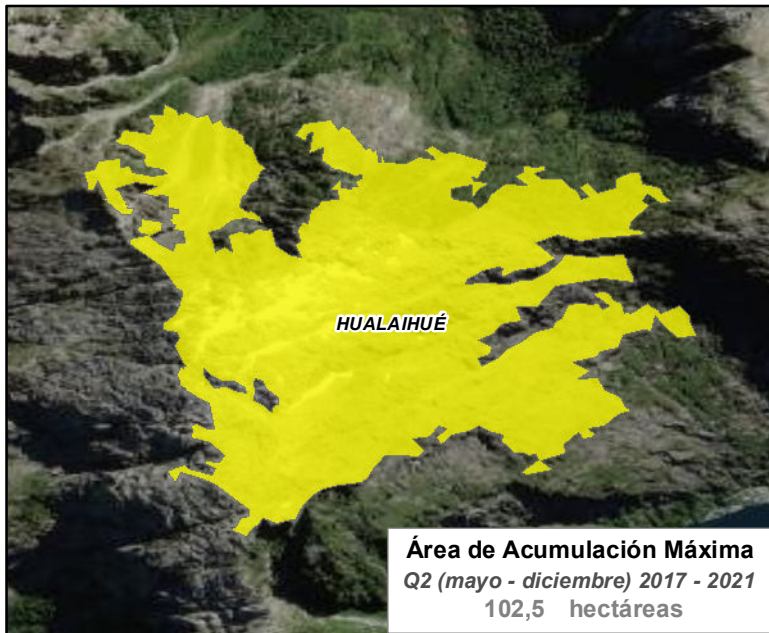 HUALAIHUÉ
Área de Acumulación Máxima
Q2 (mayo - diciembre) 2017 - 2021
102,5 hectáreas